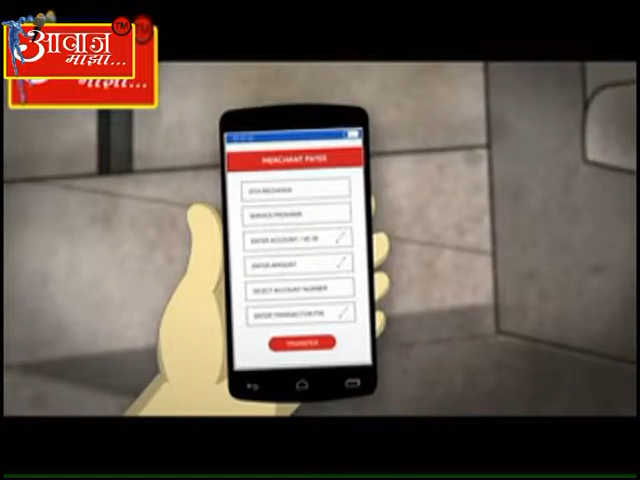 आवाज
माझा...
TM
माझा...
MERCHANT PAYEE
DTH RECHARGE
SERVICE PROVIDER
ENTER ACCOUNT / VC ID
ENTER AMOUNT
SELECT ACCOUNT NUMBER
ENTER TRANSACTION PIN
TRANSFER